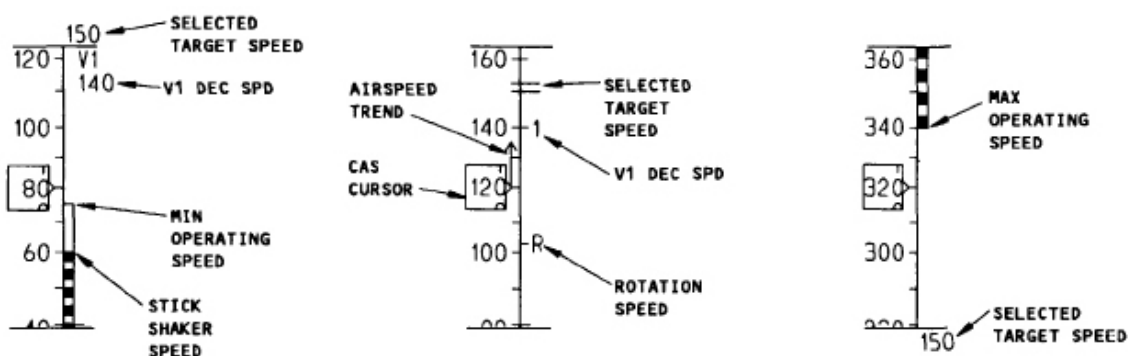 150
SELECTED
TARGET SPEED
120
V1
140
V1 DEC SPD
100
80
MIN
OPERATING
SPEED
60
STICK
SHAKER
SPEED
40
160
AIRSPEED
TREND
SELECTED
TARGET
SPEED
140
1
CAS
CURSOR
V1 DEC SPD
120
100
R
ROTATION
SPEED
80
360
MAX
OPERATING
SPEED
340
320
300
SELECTED
TARGET SPEED
150